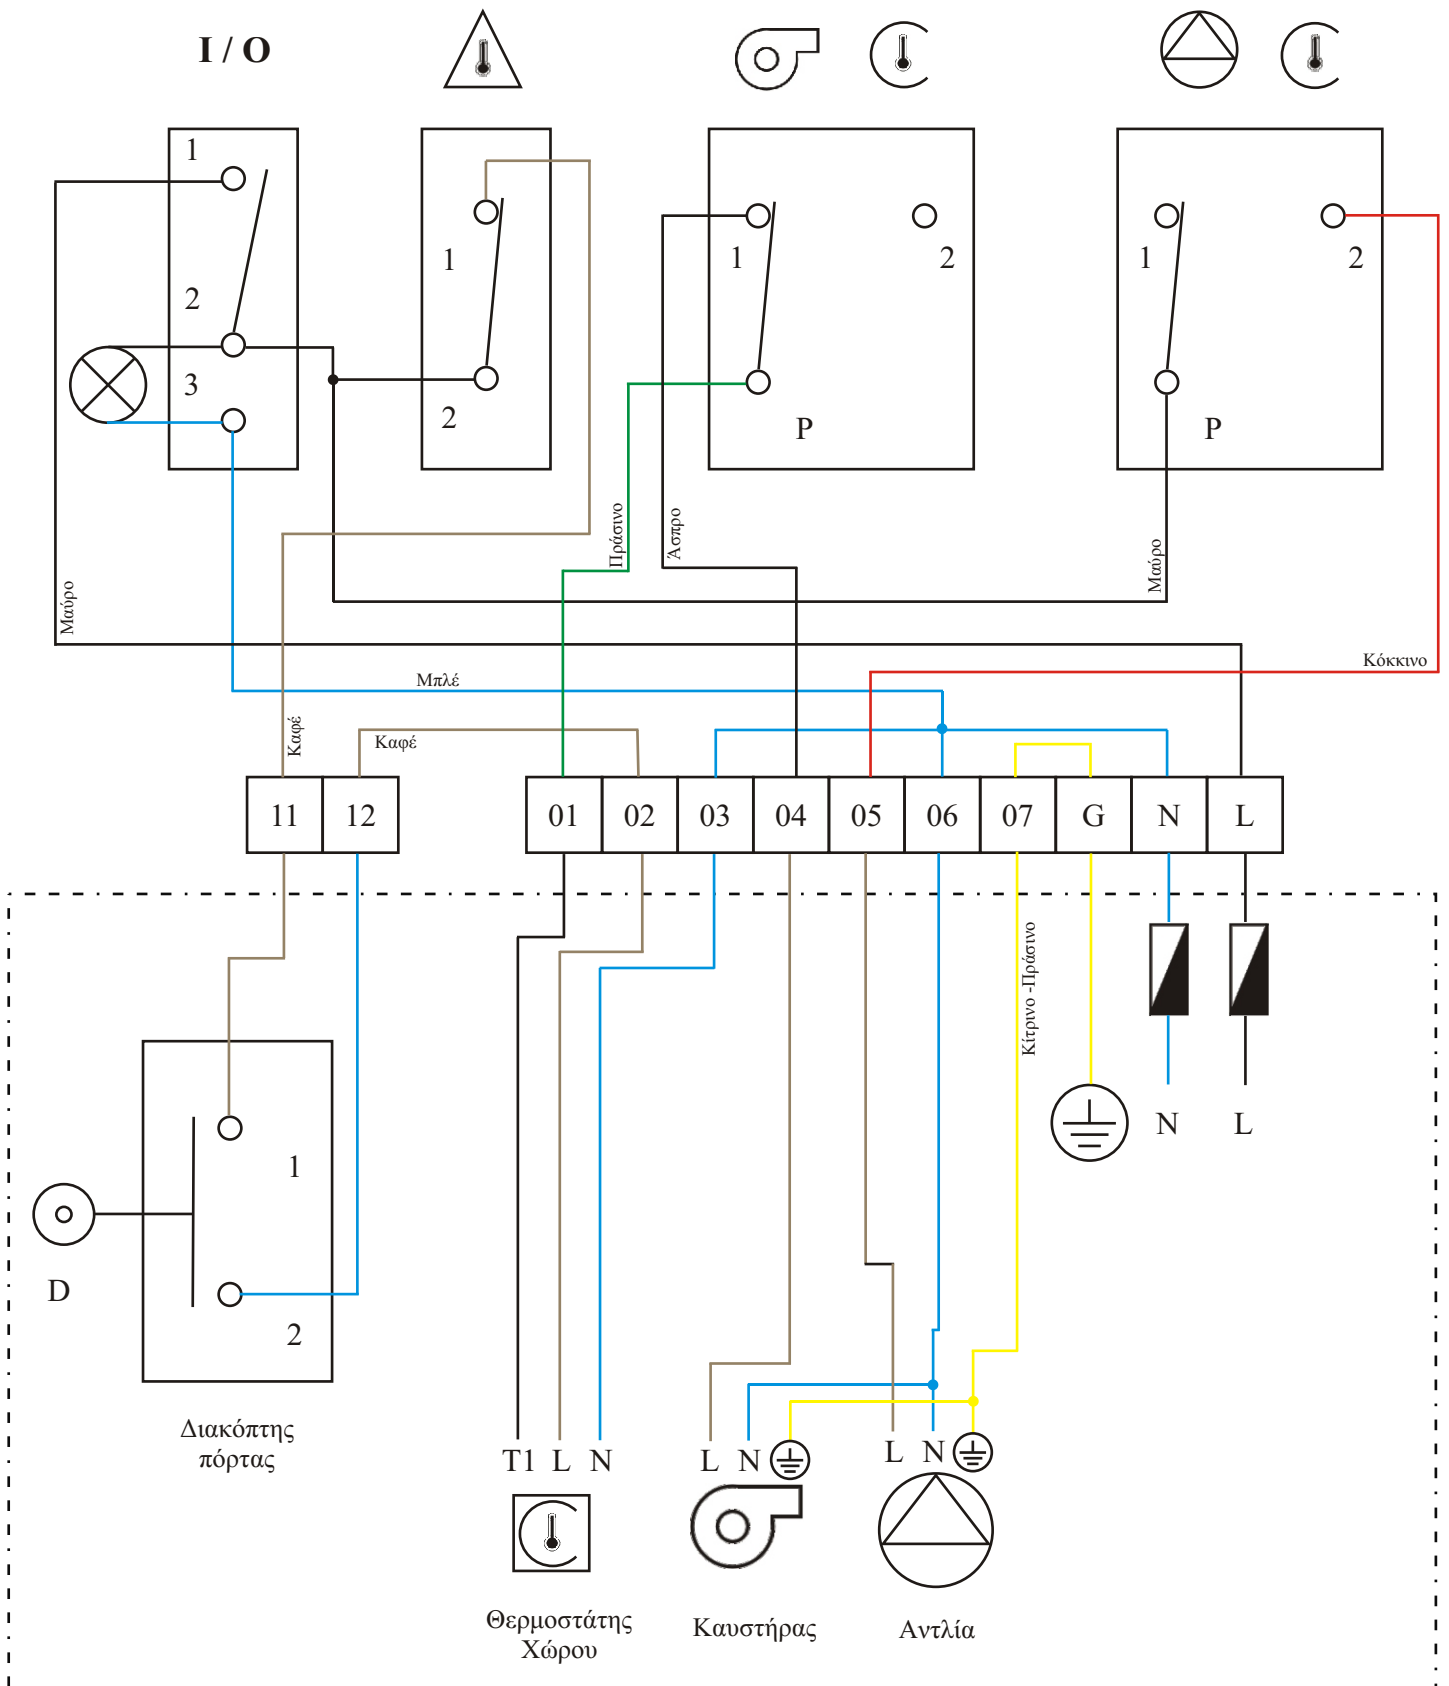 I / O
1
2
3
1
2
1
2
P
1
2
P
Μαύρο
Πράσινο
Άσπρο
Μαύρο
Κόκκινο
Μπλέ
Καφέ
Καφέ
11
12
01
02
03
04
05
06
07
G
N
L
Κίτρινο -Πράσινο
N
L
1
2
D
Διακόπτης
πόρτας
T1
L
N
L
N
L
N
Θερμοστάτης
Χώρου
Καυστήρας
Αντλία